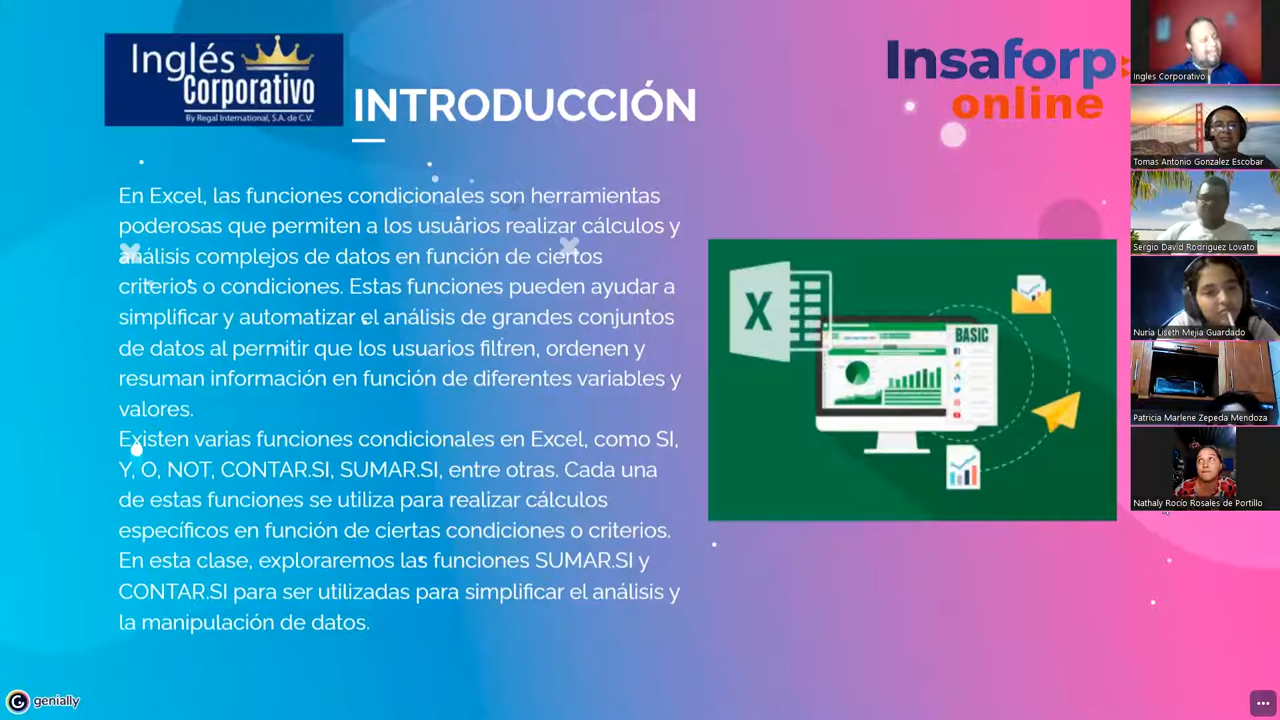 Inglés
Corporativo
By Regal International, S.A. de C.V.
INTRODUCCIÓN
Insaforp
online
En Excel, las funciones condicionales son herramientas
poderosas que permiten a los usuarios realizar cálculos y
análisis complejos de datos en función de ciertos
criterios o condiciones. Estas funciones pueden ayudar a
simplificar y automatizar el análisis de grandes conjuntos
de datos al permitir que los usuarios filtren, ordenen y
resuman información en función de diferentes variables y
valores.
Existen varias funciones condicionales en Excel, como SI,
Y, O, NOT, CONTAR.SI, SUMAR.SI, entre otras. Cada una
de estas funciones se utiliza para realizar cálculos
específicos en función de ciertas condiciones o criterios.
En esta clase, exploraremos las funciones SUMAR.SI y
CONTAR.SI para ser utilizadas para simplificar el análisis y
la manipulación de datos.
X
BASIC
Ingles Corporativo
Tomas Antonio Gonzalez Escobar
Sergio David Rodriguez Lovato
Nuria Liseth Mejia Guardado
Patricia Marlene Zepeda Mendoza
Nathaly Rocío Rosales de Portillo
genially